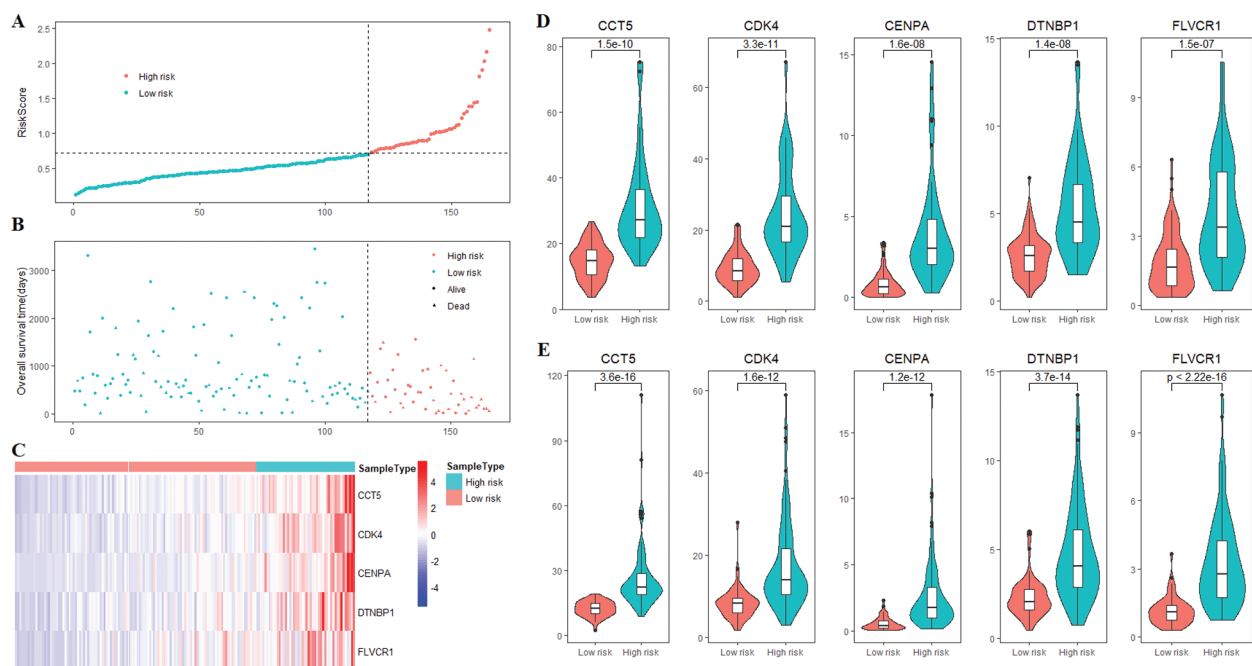 A
RiskScore
2.5
2.0
1.5
1.0
0.5
High risk
Low risk
0
50
100
150
B
Overall survival time(days)
3000
2000
1000
0
High risk
Low risk
Alive
Dead
0
50
100
150
C
SampleType
CCT5
CDK4
CENPA
DTNBP1
FLVCR1
4
2
0
-2
-4
SampleType
High risk
Low risk
D
CCT5
1.5e-10
80
60
40
20
0
Low risk
High risk
CDK4
3.3e-11
60
40
20
0
Low risk
High risk
CENPA
1.6e-08
15
10
5
0
Low risk
High risk
DTNBP1
1.4e-08
15
10
5
0
Low risk
High risk
FLVCR1
1.5e-07
9
6
3
0
Low risk
High risk
E
CCT5
3.6e-16
120
90
60
30
0
Low risk
High risk
CDK4
1.6e-12
60
40
20
0
Low risk
High risk
CENPA
1.2e-12
15
10
5
0
Low risk
High risk
DTNBP1
3.7e-14
15
10
5
0
Low risk
High risk
FLVCR1
p < 2.22e-16
9
6
3
0
Low risk
High risk